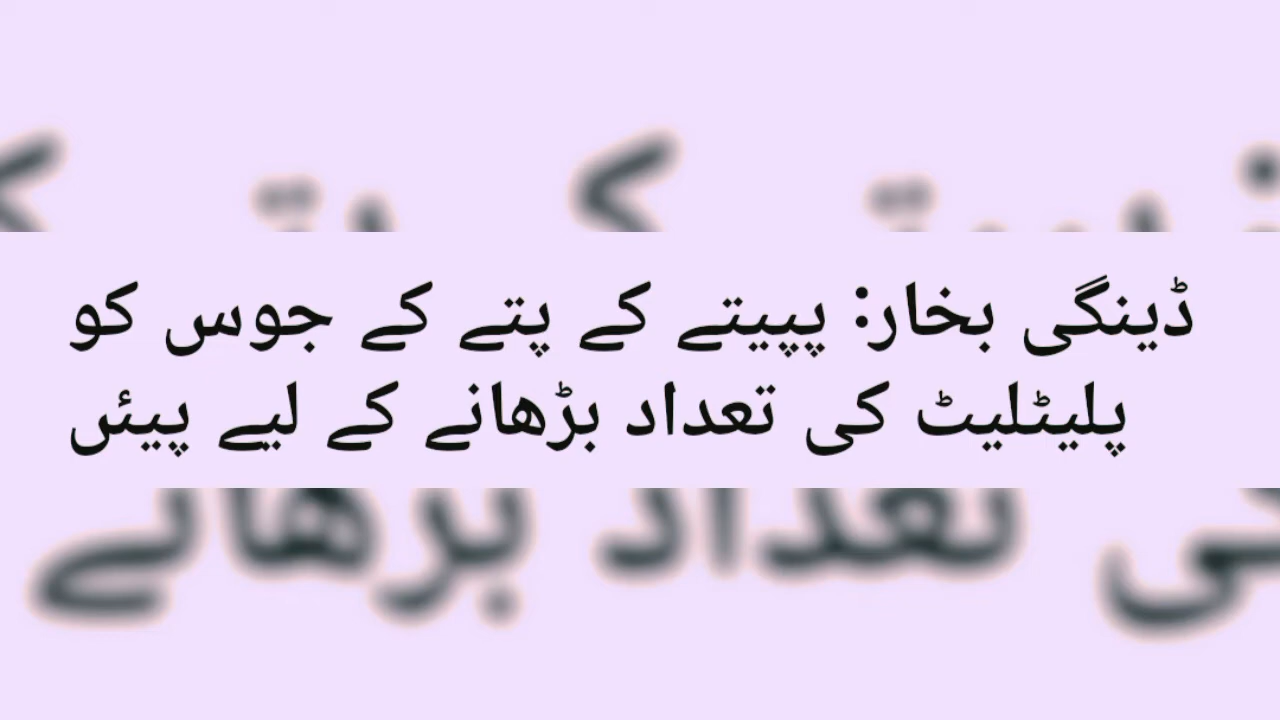 ڈینگی بخار: پپیتے کے پتے کے جوس کو
پلیٹلیٹ کی تعداد بڑھانے کے لیے پیئں